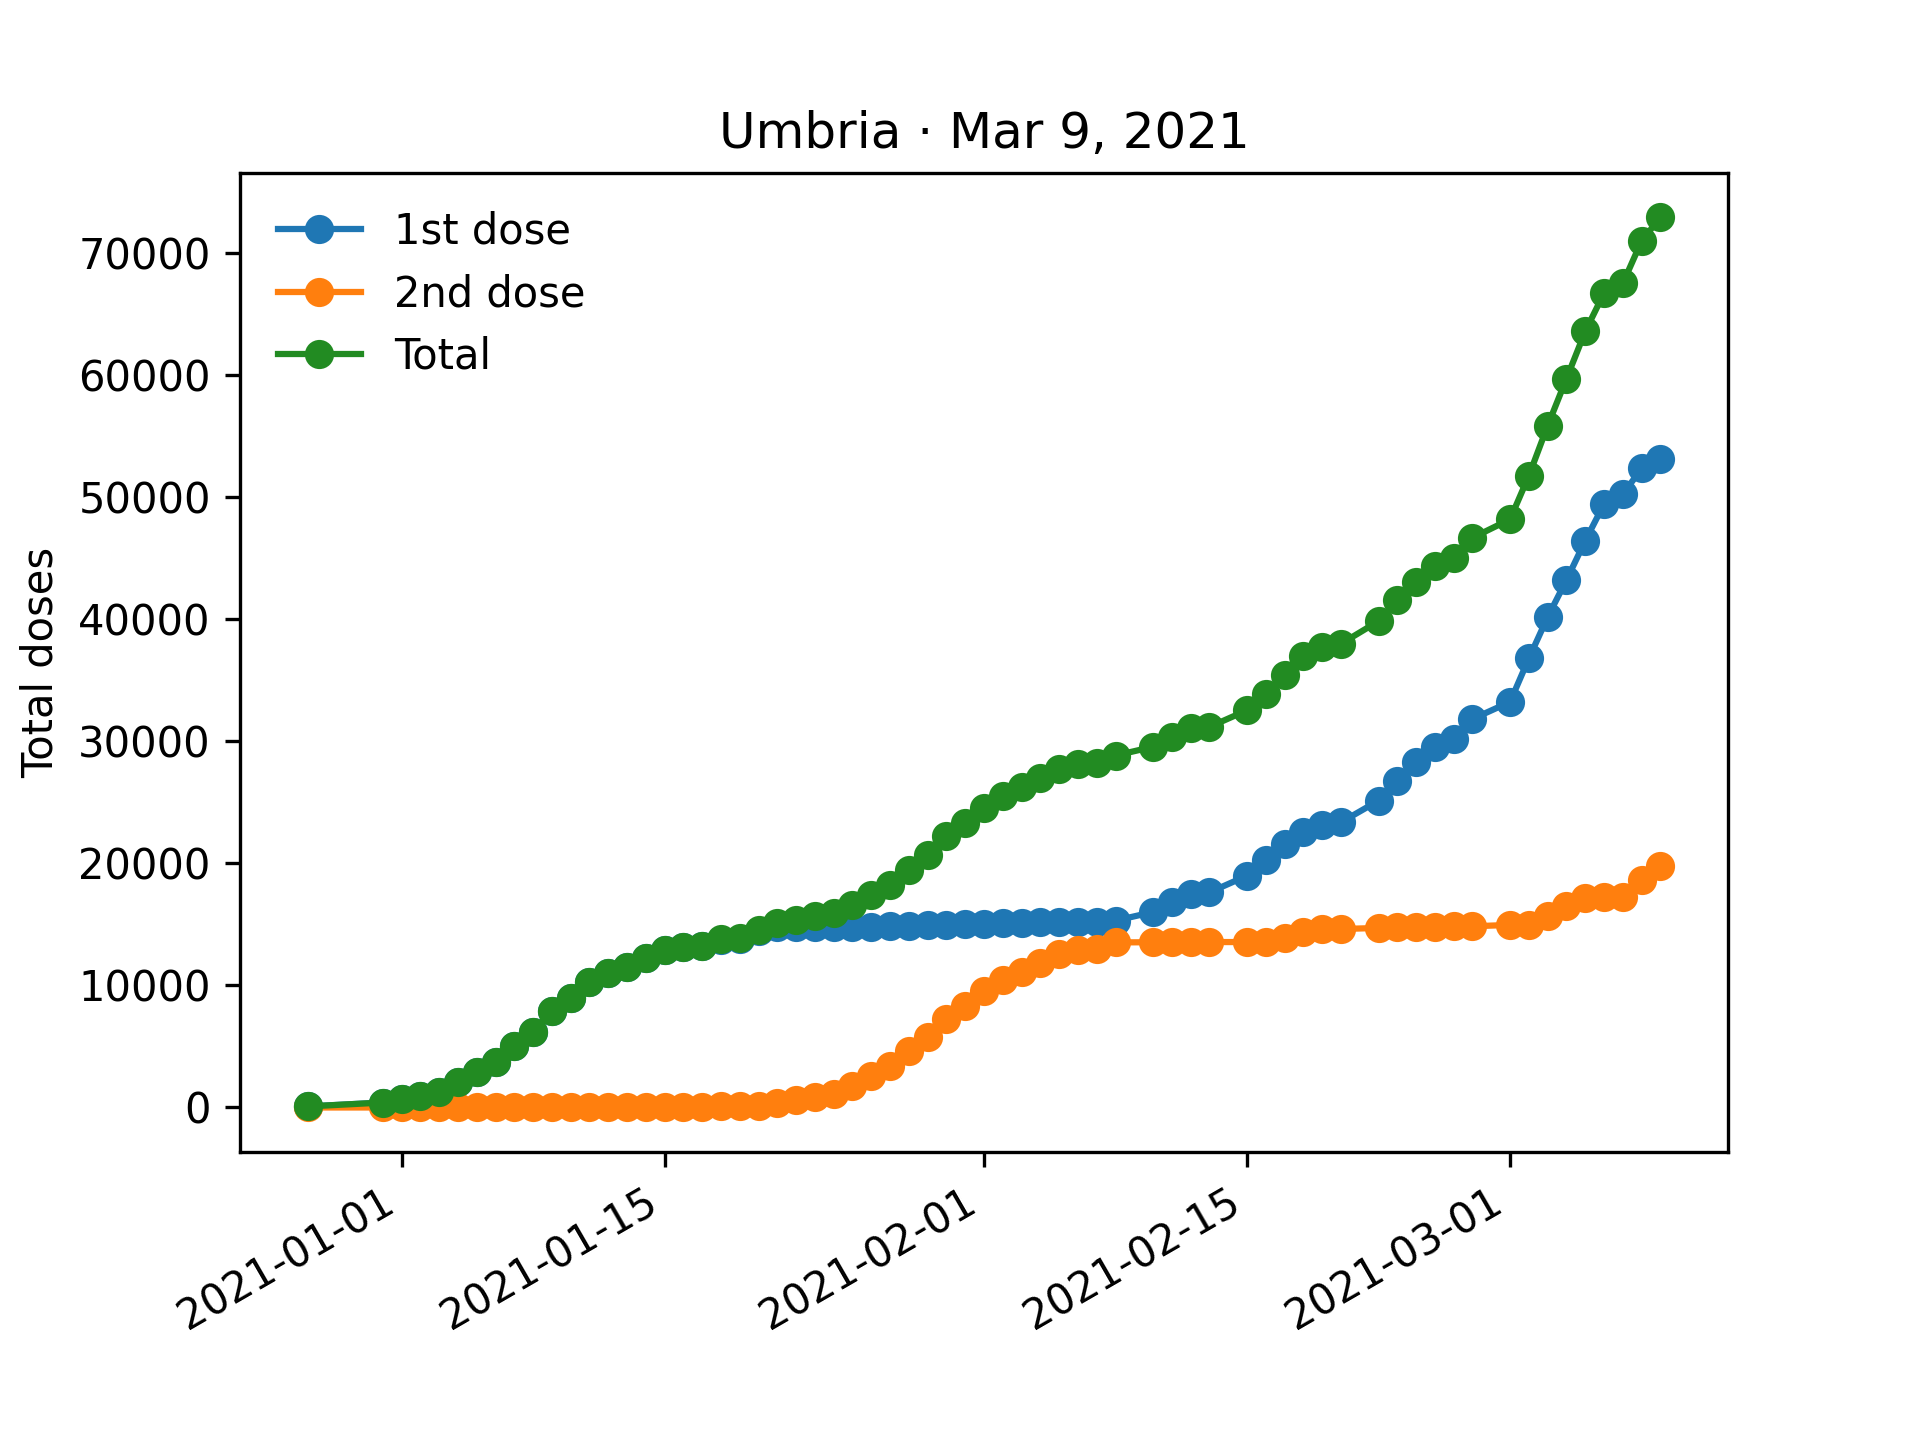 Umbria · Mar 9, 2021
1st dose
2nd dose
Total
Total doses
70000
60000
50000
40000
30000
20000
10000
0
2021-01-01
2021-01-15
2021-02-01
2021-02-15
2021-03-01